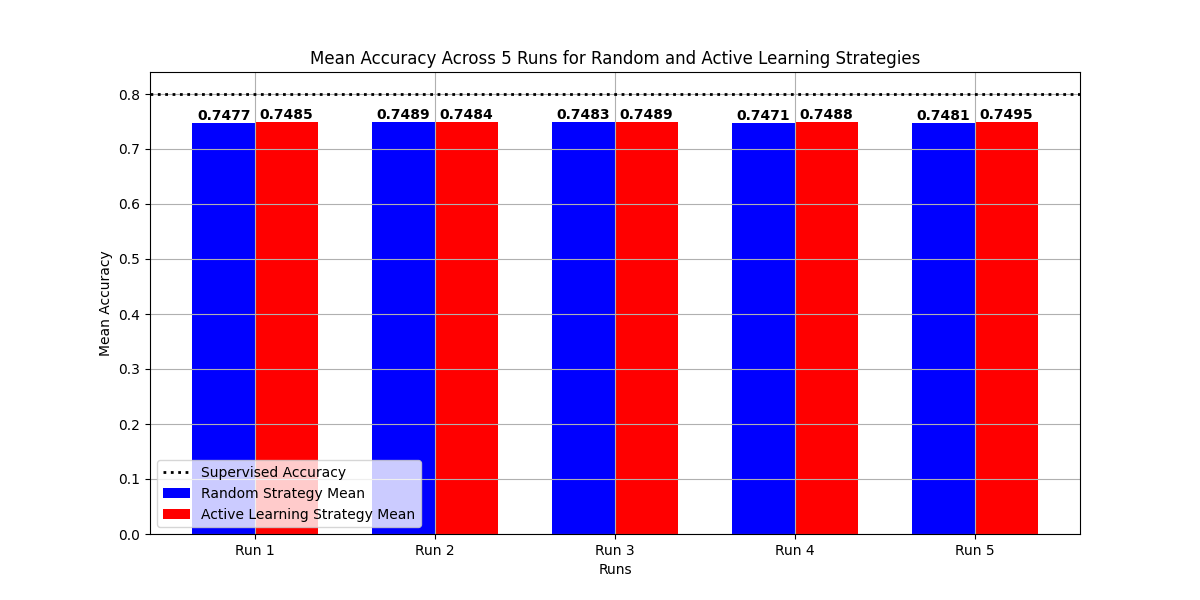 Mean Accuracy Across 5 Runs for Random and Active Learning Strategies
Mean Accuracy
0.8
0.7
0.6
0.5
0.4
0.3
0.2
0.1
0.0
0.7477 0.7485 0.7489 0.7484 0.7483 0.7489 0.7471 0.7488 0.7481 0.7495
Supervised Accuracy
Random Strategy Mean
Active Learning Strategy Mean
Run 1 Run 2 Run 3 Run 4 Run 5
Runs